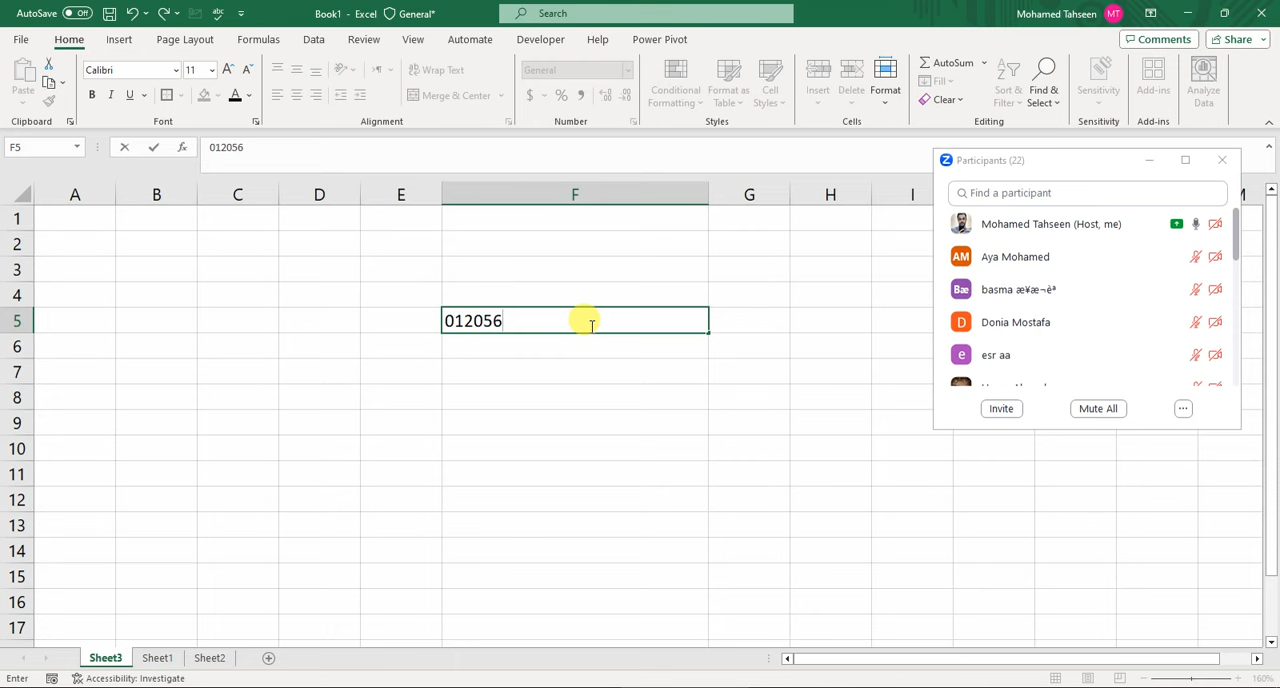 AutoSave Off Book1 - Excel General* Search Mohamed Tahseen MT
File Home Insert Page Layout Formulas Data Review View Automate Developer Help Power Pivot Comments Share
Paste Calibri 11 A A Wrap Text General AutoSum
B I U A Merge & Center $ % Conditional Formatting Format as Table Cell Styles Insert Delete Format Fill Clear Sort & Filter Find & Select Sensitivity Add-ins Analyze Data
Clipboard Font Alignment Number Styles Cells Editing Sensitivity Add-ins
F5 fx 012056
Z Participants (22)
Find a participant
Mohamed Tahseen (Host, me)
AM Aya Mohamed
Bæ basma æ¥æ¬èª
D Donia Mostafa
e esr aa
Invite Mute All ...
A B C D E F G H I M
1
2
3
4
5 012056
6
7
8
9
10
11
12
13
14
15
16
17
Sheet3 Sheet1 Sheet2
Enter Accessibility: Investigate 160%